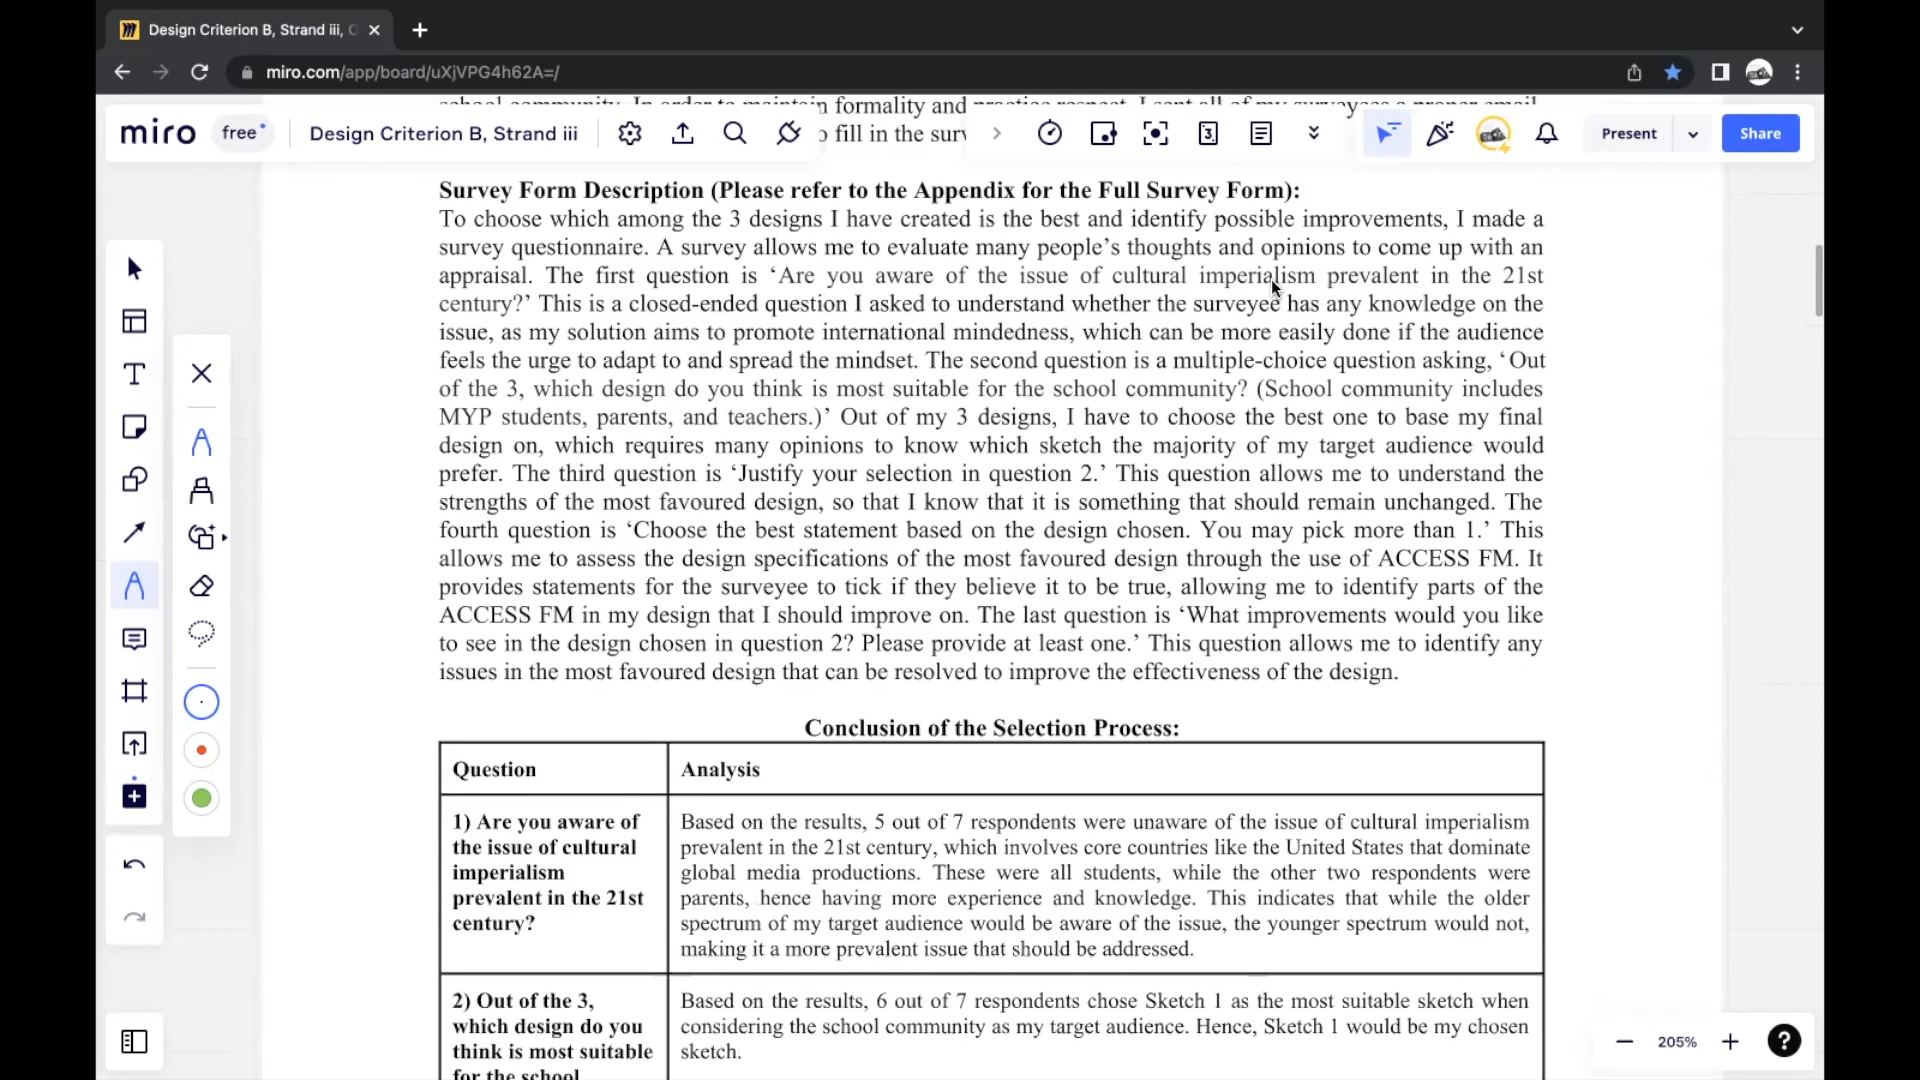 Design Criterion B, Strand iii,
miro.com/app/board/uXjVPG4h62A=/
school community. In order to maintain formality and practice respect, I sent all of my surveyees a proper email
miro
free
Design Criterion B, Strand iii
to fill in the surv
3
Present
Share
Survey Form Description (Please refer to the Appendix for the Full Survey Form):
To choose which among the 3 designs I have created is the best and identify possible improvements, I made a
survey questionnaire. A survey allows me to evaluate many people’s thoughts and opinions to come up with an
appraisal. The first question is ‘Are you aware of the issue of cultural imperialism prevalent in the 21st
century?’ This is a closed-ended question I asked to understand whether the surveyee has any knowledge on the
issue, as my solution aims to promote international mindedness, which can be more easily done if the audience
feels the urge to adapt to and spread the mindset. The second question is a multiple-choice question asking, ‘Out
of the 3, which design do you think is most suitable for the school community? (School community includes
MYP students, parents, and teachers.)’ Out of my 3 designs, I have to choose the best one to base my final
design on, which requires many opinions to know which sketch the majority of my target audience would
prefer. The third question is ‘Justify your selection in question 2.’ This question allows me to understand the
strengths of the most favoured design, so that I know that it is something that should remain unchanged. The
fourth question is ‘Choose the best statement based on the design chosen. You may pick more than 1.’ This
allows me to assess the design specifications of the most favoured design through the use of ACCESS FM. It
provides statements for the surveyee to tick if they believe it to be true, allowing me to identify parts of the
ACCESS FM in my design that I should improve on. The last question is ‘What improvements would you like
to see in the design chosen in question 2? Please provide at least one.’ This question allows me to identify any
issues in the most favoured design that can be resolved to improve the effectiveness of the design.
Conclusion of the Selection Process:
Question
Analysis
1) Are you aware of
the issue of cultural
imperialism
prevalent in the 21st
century?
Based on the results, 5 out of 7 respondents were unaware of the issue of cultural imperialism
prevalent in the 21st century, which involves core countries like the United States that dominate
global media productions. These were all students, while the other two respondents were
parents, hence having more experience and knowledge. This indicates that while the older
spectrum of my target audience would be aware of the issue, the younger spectrum would not,
making it a more prevalent issue that should be addressed.
2) Out of the 3,
which design do you
think is most suitable
for the school
Based on the results, 6 out of 7 respondents chose Sketch 1 as the most suitable sketch when
considering the school community as my target audience. Hence, Sketch 1 would be my chosen
sketch.
205%